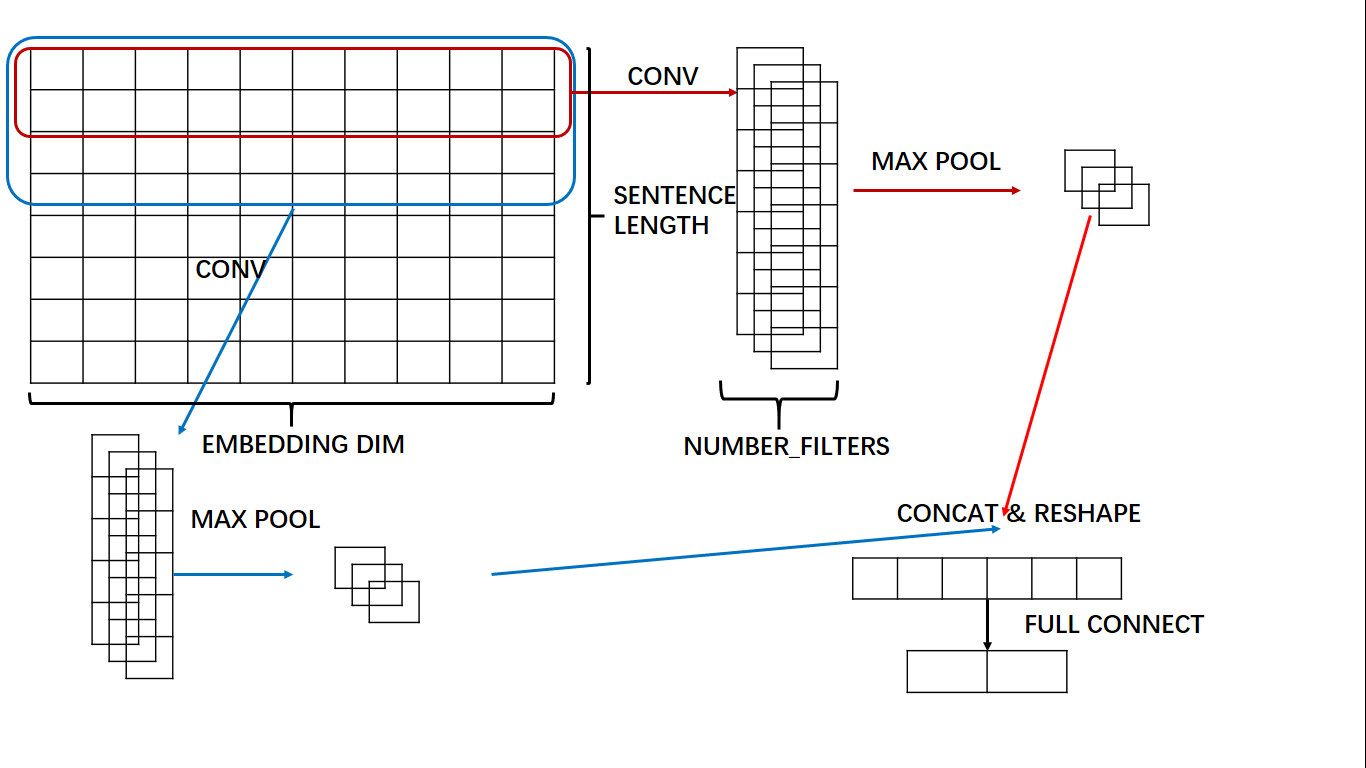 CONV
MAX POOL
SENTENCE
LENGTH
CONV
EMBEDDING DIM
NUMBER_FILTERS
MAX POOL
CONCAT & RESHAPE
FULL CONNECT